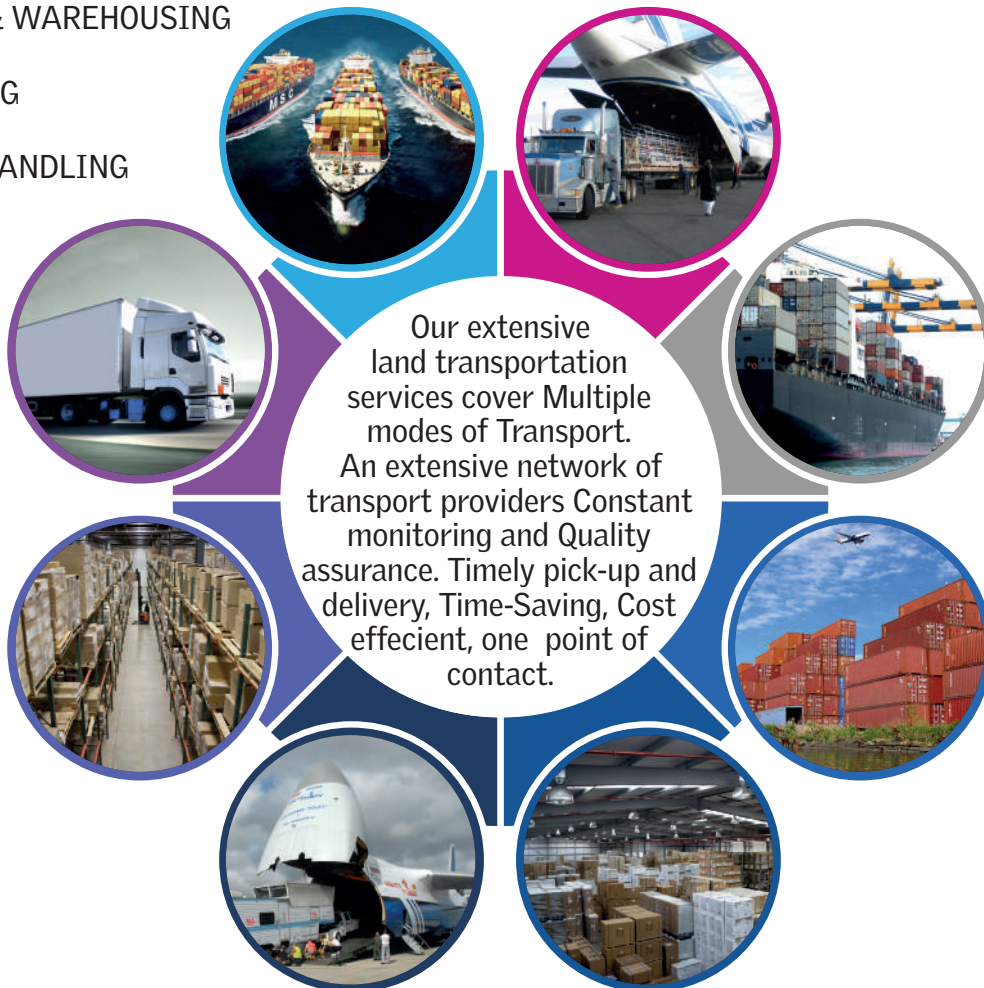 & WAREHOUSING
G
ANDLING
MSC
Our extensive
land transportation
services cover Multiple
modes of Transport.
An extensive network of
transport providers Constant
monitoring and Quality
assurance. Timely pick-up and
delivery, Time-Saving, Cost
effecient, one point of
contact.